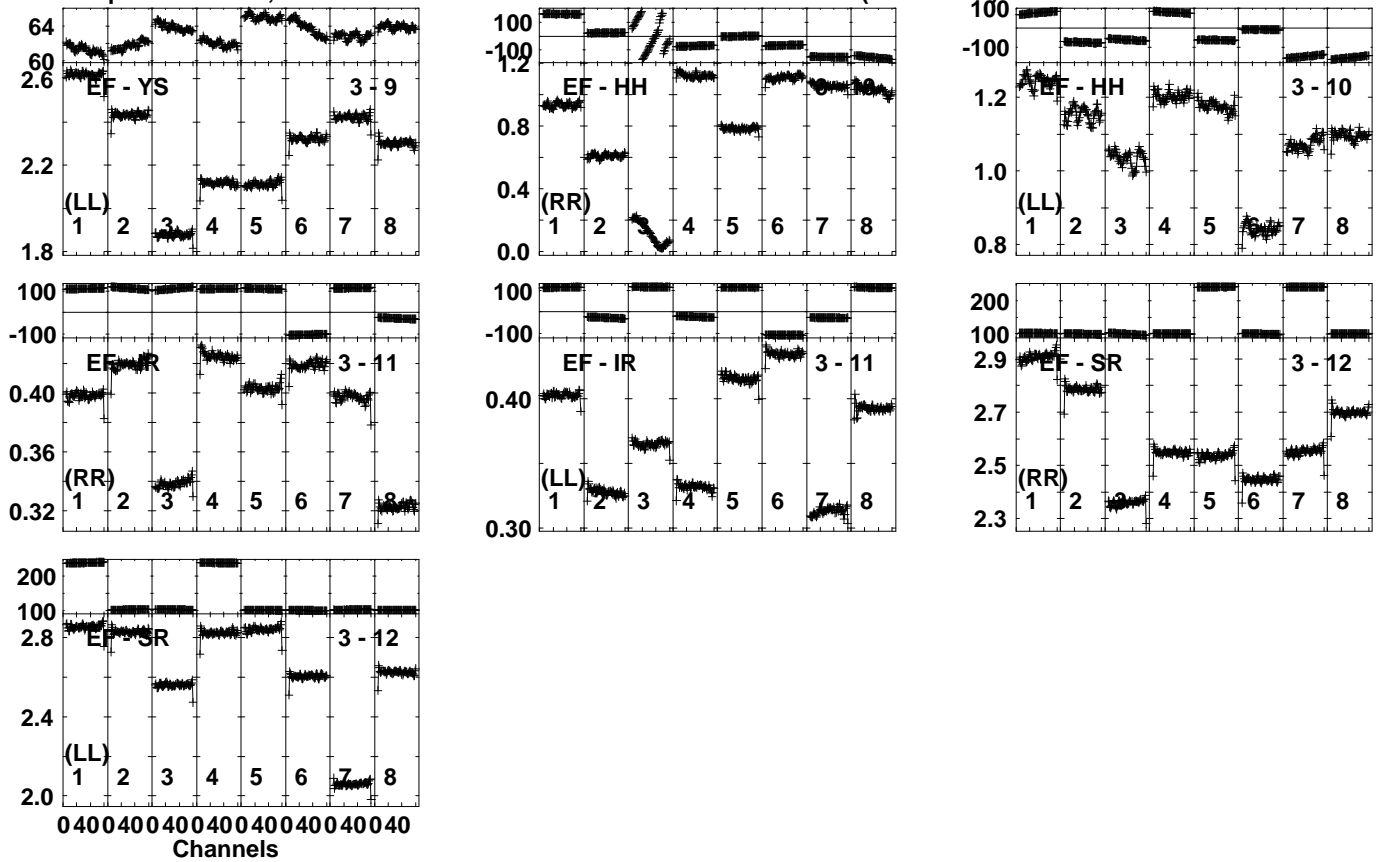 64
60
2.6
2.2
1.8
EF - YS 3 - 9
(LL)
1 2 3 4 5 6 7 8
100
-100
1.2
0.8
0.4
0.0
EF - HH
(RR)
1 2 4 5 6 7 8
100
-100
1.2
1.0
0.8
EF - HH 3 - 10
(LL)
1 2 3 4 5 6 7 8
100
-100
0.40
0.36
0.32
EF - IR 3 - 11
(RR)
1 2 3 4 5 6 7 8
100
-100
0.40
0.30
EF - IR 3 - 11
(LL)
1 2 3 4 5 6 7 8
200
100
2.9
2.7
2.5
2.3
EF - SR 3 - 12
(RR)
1 2 3 4 5 6 7 8
200
100
2.8
2.4
2.0
EF - SR 3 - 12
(LL)
1 2 3 4 5 6 7 8
0 40 0 40 0 40 0 40 0 40 0 40 0 40 0 40
Channels